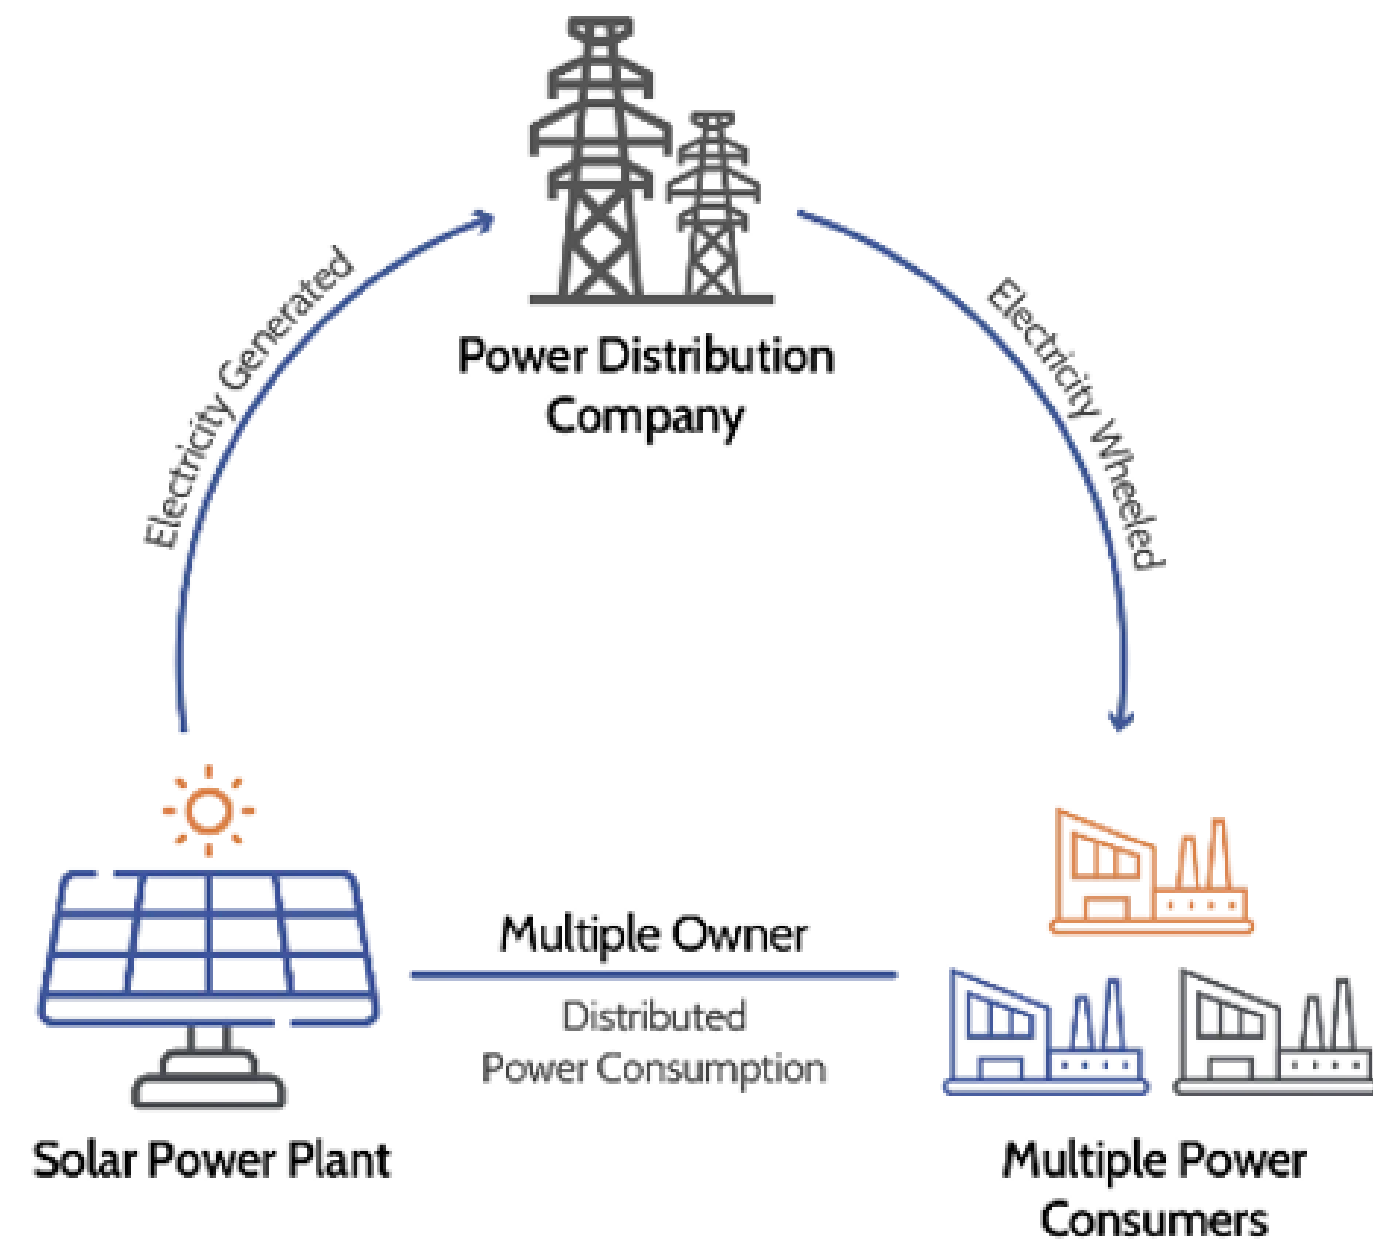 Electricity Generated
Power Distribution
Company
Electricity Wheeled
Multiple Owner
Distributed
Power Consumption
Solar Power Plant
Multiple Power
Consumers